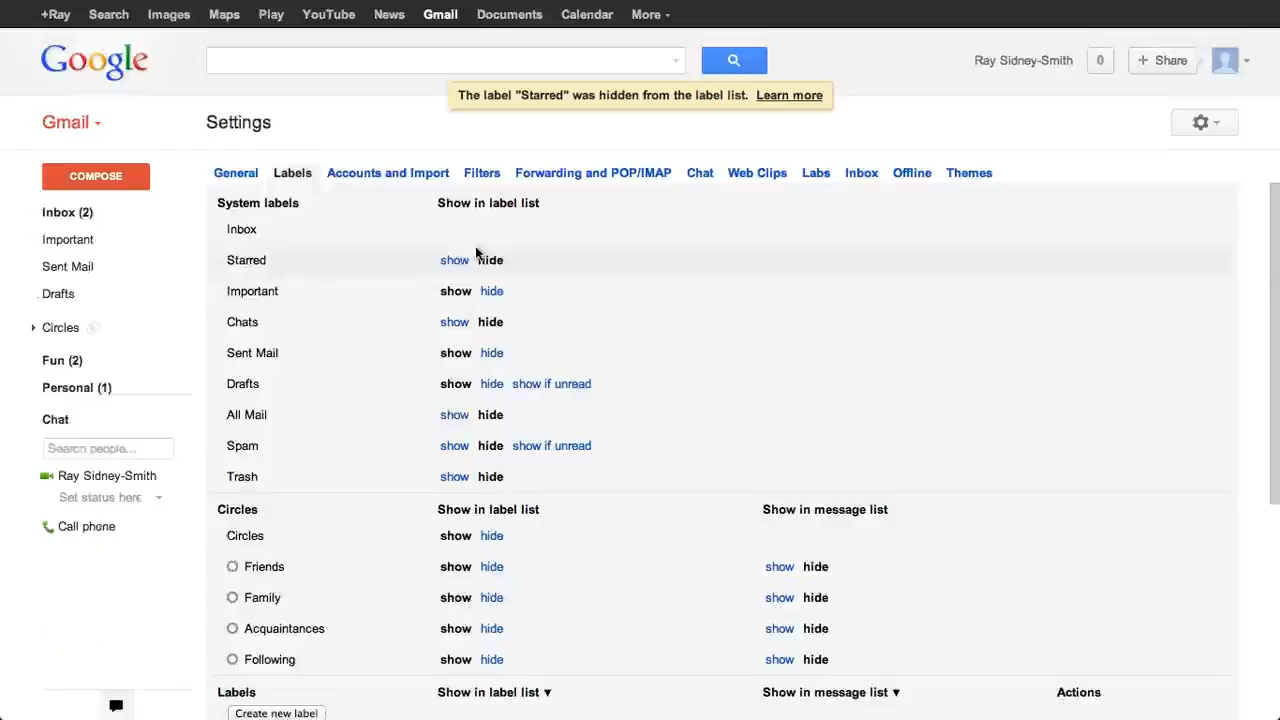 +Ray Search Images Maps Play YouTube News Gmail Documents Calendar More
Google
Ray Sidney-Smith 0 + Share
The label "Starred" was hidden from the label list. Learn more
Gmail Settings
COMPOSE
General Labels Accounts and Import Filters Forwarding and POP/IMAP Chat Web Clips Labs Inbox Offline Themes
Inbox (2)
Important
Sent Mail
Drafts
Circles
Fun (2)
Personal (1)
Chat
Search people...
Ray Sidney-Smith
Set status here
Call phone
System labels Show in label list
Inbox
Starred show hide
Important show hide
Chats show hide
Sent Mail show hide
Drafts show hide show if unread
All Mail show hide
Spam show hide show if unread
Trash show hide
Circles Show in label list Show in message list
Circles show hide
Friends show hide show hide
Family show hide show hide
Acquaintances show hide show hide
Following show hide show hide
Labels Show in label list ▼ Show in message list ▼ Actions
Create new label